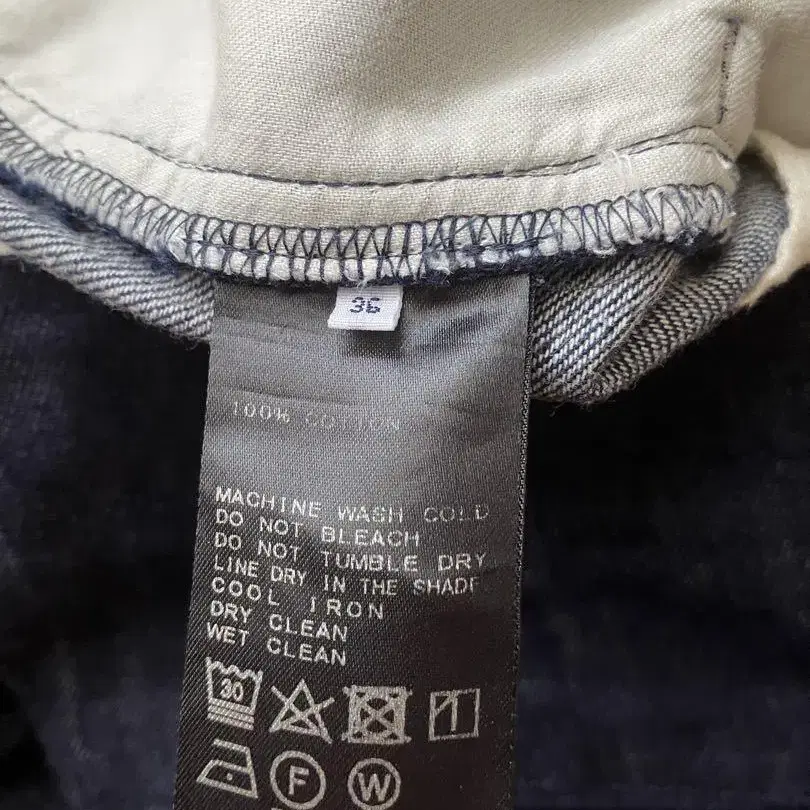 36
100% COTTON
MACHINE WASH COLD
DO NOT BLEACH
DO NOT TUMBLE DRY
LINE DRY IN THE SHADE
COOL IRON
DRY CLEAN
WET CLEAN
30
F W